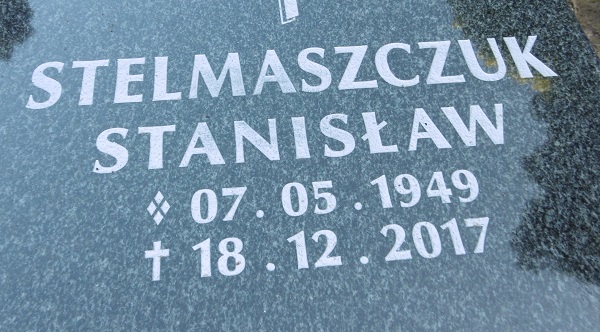 STELMASZCZUK
STANISŁAW
07.05.1949
† 18.12.2017